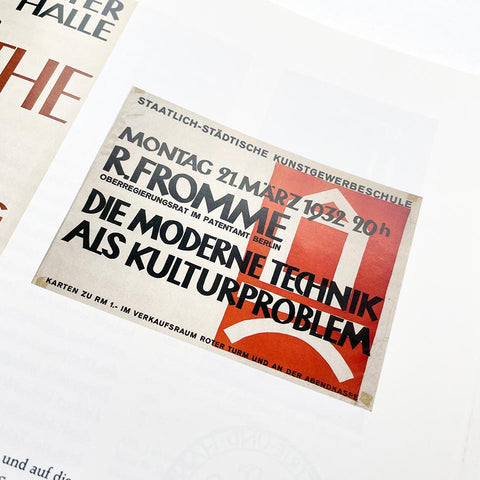 TER
HALLE
THE
G
STAATLICH-STÄDTISCHE KUNSTGEWERBESCHULE
MONTAG 21. MÄRZ 1932 20h
R. FROMME
OBERREGIERUNGSRAT IM PATENTAMT BERLIN
DIE MODERNE TECHNIK
ALS KULTURPROBLEM
KARTEN ZU RM 1,- IM VERKAUFSRAUM ROTER TURM UND AN DER ABENDKASSE
und auf die